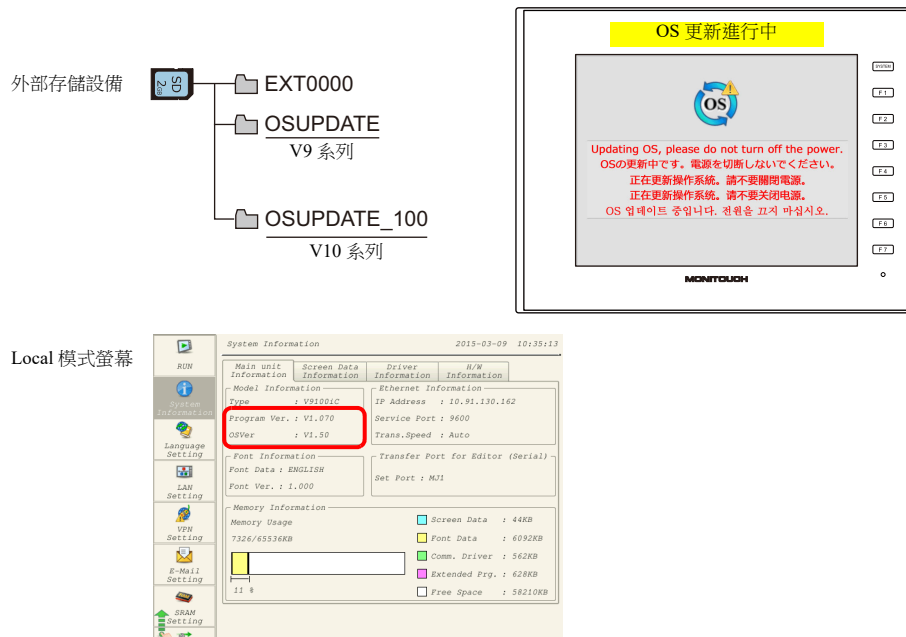 外部存儲設備
SD
2GB
EXT0000
OSUPDATE
V9 系列
OSUPDATE_100
V10 系列
OS 更新進行中
OS
Updating OS, please do not turn off the power.
OSの更新中です。電源を切断しないでください。
正在更新操作系統。請不要關閉電源。
正在更新操作系统。请不要关闭电源。
OS 업데이트 중입니다. 전원을 끄지 마십시오.
SYSTEM
F1
F2
F3
F4
F5
F6
F7
MONITOUCH
Local 模式螢幕
RUN
System Information
Language Setting
LAN Setting
VPN Setting
E-Mail Setting
SRAM Setting
System Information 2015-03-09 10:35:13
Main unit Information
Screen Data Information
Driver Information
H/W Information
Model Information
Type : V9100iC
Program Ver. : V1.070
OSVer : V1.50
Ethernet Information
IP Address : 10.91.130.162
Service Port : 9600
Trans.Speed : Auto
Font Information
Font Data : ENGLISH
Font Ver. : 1.000
Transfer Port for Editor (Serial)
Set Port : MJ1
Memory Information
Memory Usage
7326/65536KB
11 %
Screen Data : 44KB
Font Data : 6092KB
Comm. Driver : 562KB
Extended Prg. : 628KB
Free Space : 58210KB